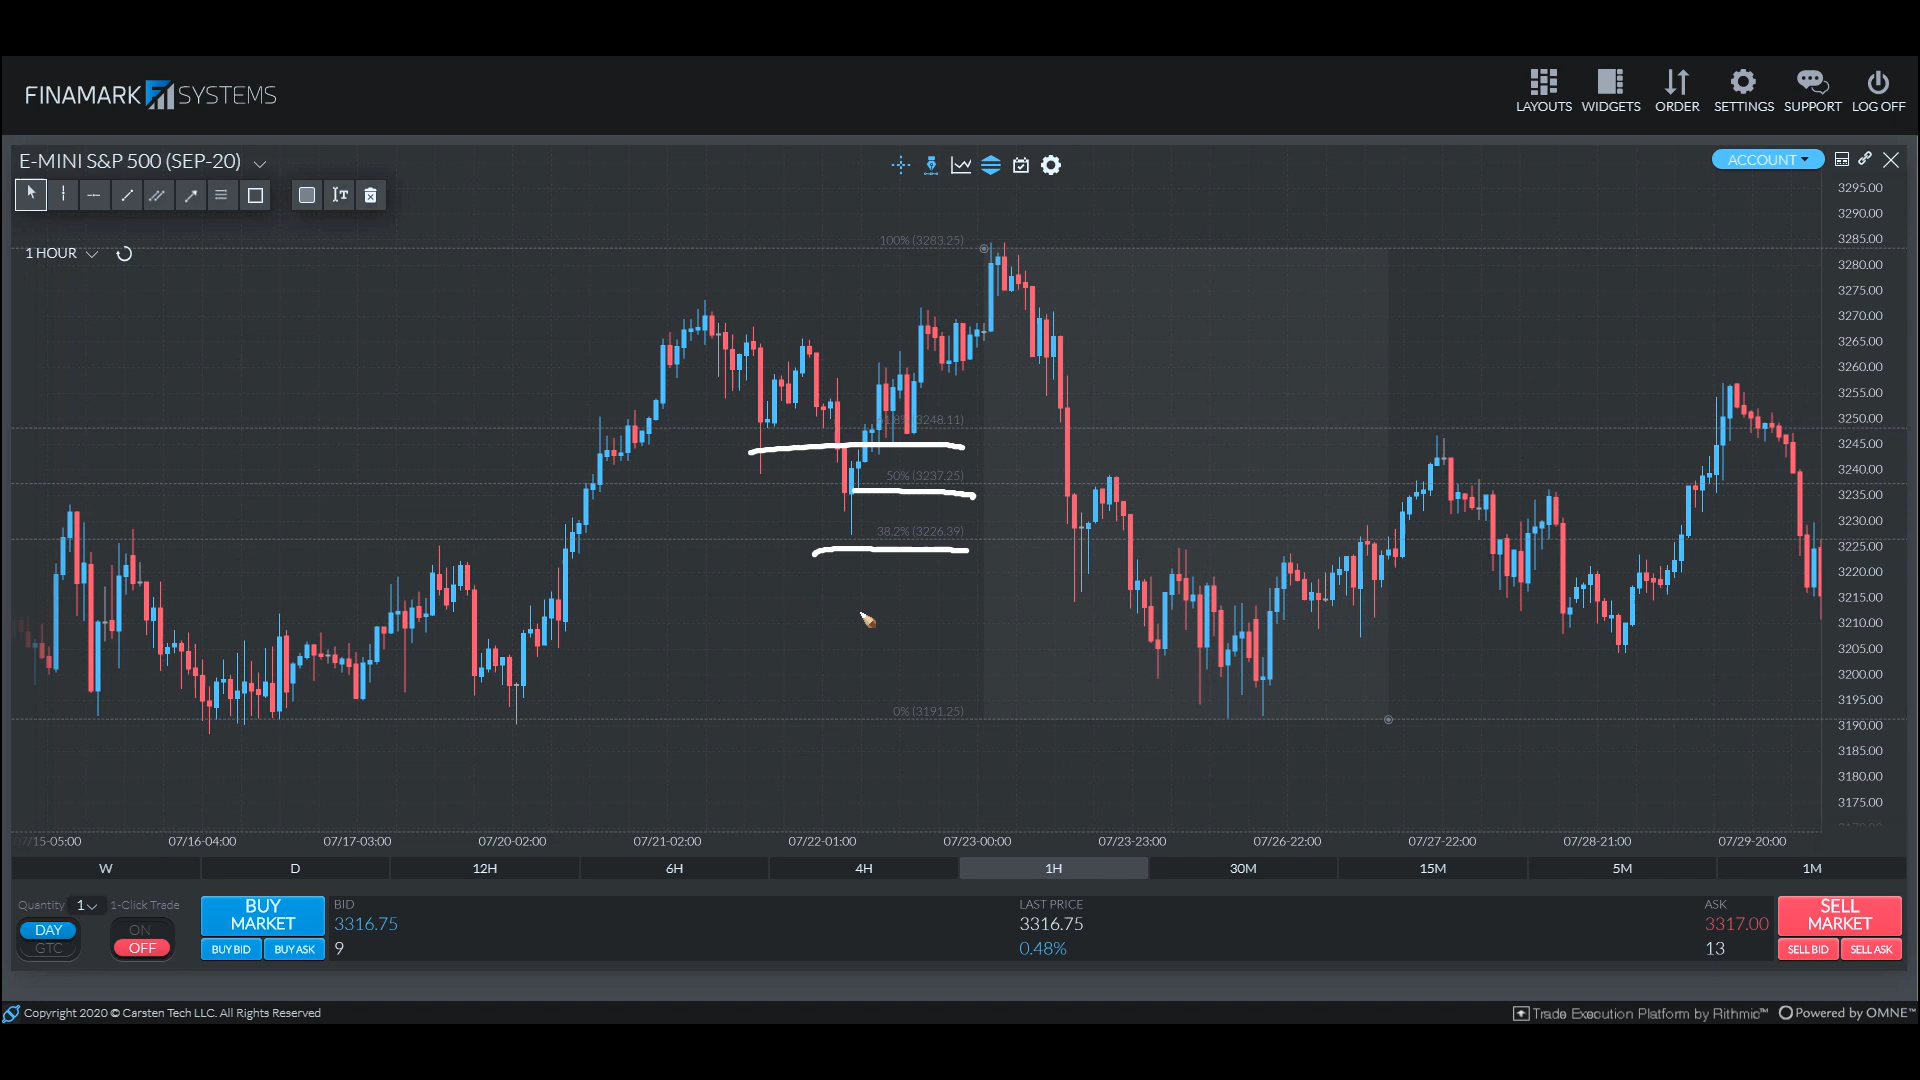 FINAMARK SYSTEMS
LAYOUTS WIDGETS ORDER SETTINGS SUPPORT LOG OFF
E-MINI S&P 500 (SEP-20)
ACCOUNT
1 HOUR
3295.00
3290.00
3285.00
3280.00
3275.00
3270.00
3265.00
3260.00
3255.00
3250.00
3245.00
3240.00
3235.00
3230.00
3225.00
3220.00
3215.00
3210.00
3205.00
3200.00
3195.00
3190.00
3185.00
3180.00
3175.00
100% (3283.25)
(3248.11)
50% (3237.25)
38.2% (3226.39)
0% (3191.25)
/15-05:00 07/16-04:00 07/17-03:00 07/20-02:00 07/21-02:00 07/22-01:00 07/23-00:00 07/23-23:00 07/26-22:00 07/27-22:00 07/28-21:00 07/29-20:00
W D 12H 6H 4H 1H 30M 15M 5M 1M
Quantity 1 1-Click Trade
DAY
GTC
ON
OFF
BUY
MARKET
BUY BID BUY ASK
BID
3316.75
9
LAST PRICE
3316.75
0.48%
ASK
3317.00
13
SELL
MARKET
SELL BID SELL ASK
Copyright 2020 © Carsten Tech LLC. All Rights Reserved
Trade Execution Platform by Rithmic™ Powered by OMNE™